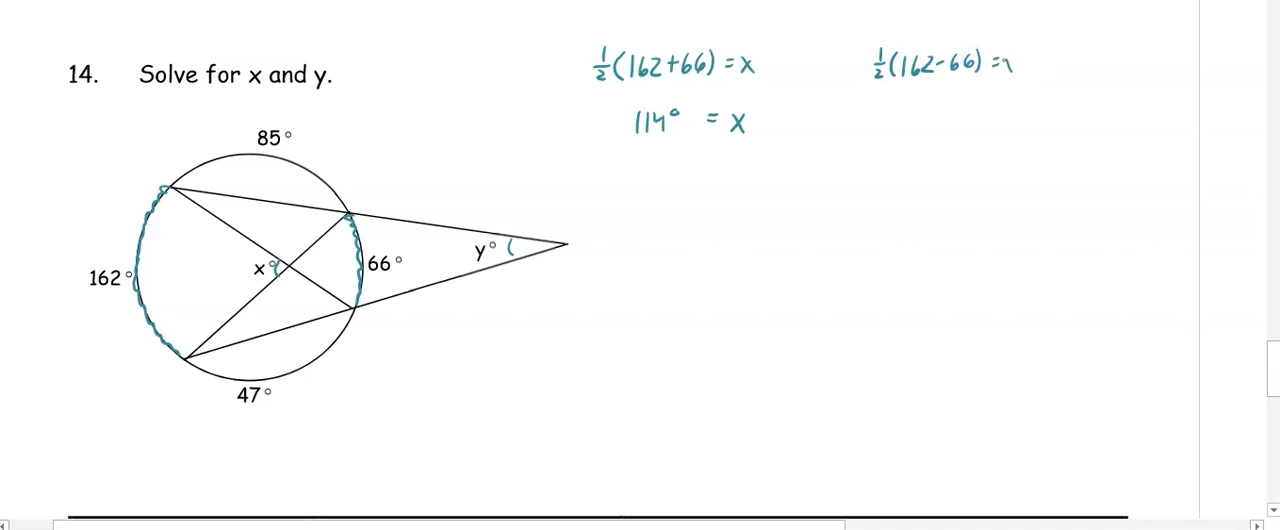 14. Solve for x and y.
½(162+66) = x
½(162-66) = y
114° = x
85°
162°
x°
66°
y°
47°